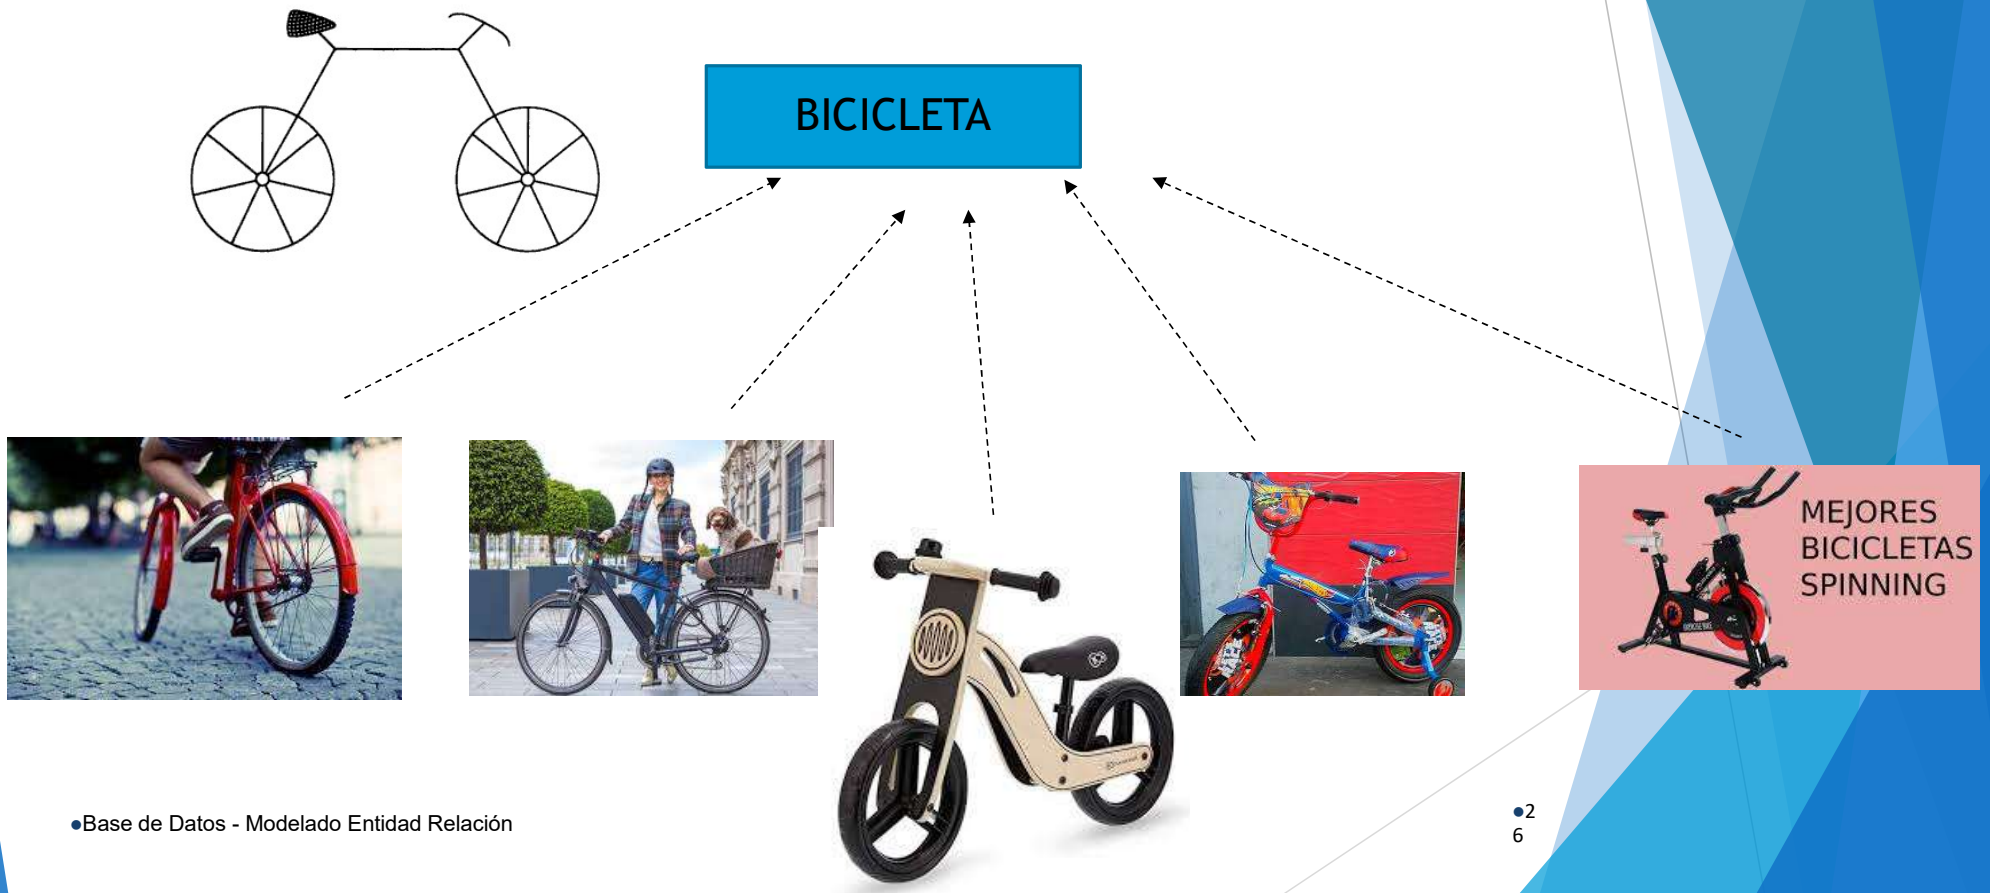 BICICLETA
MEJORES
BICICLETAS
SPINNING
●Base de Datos - Modelado Entidad Relación
●2
6